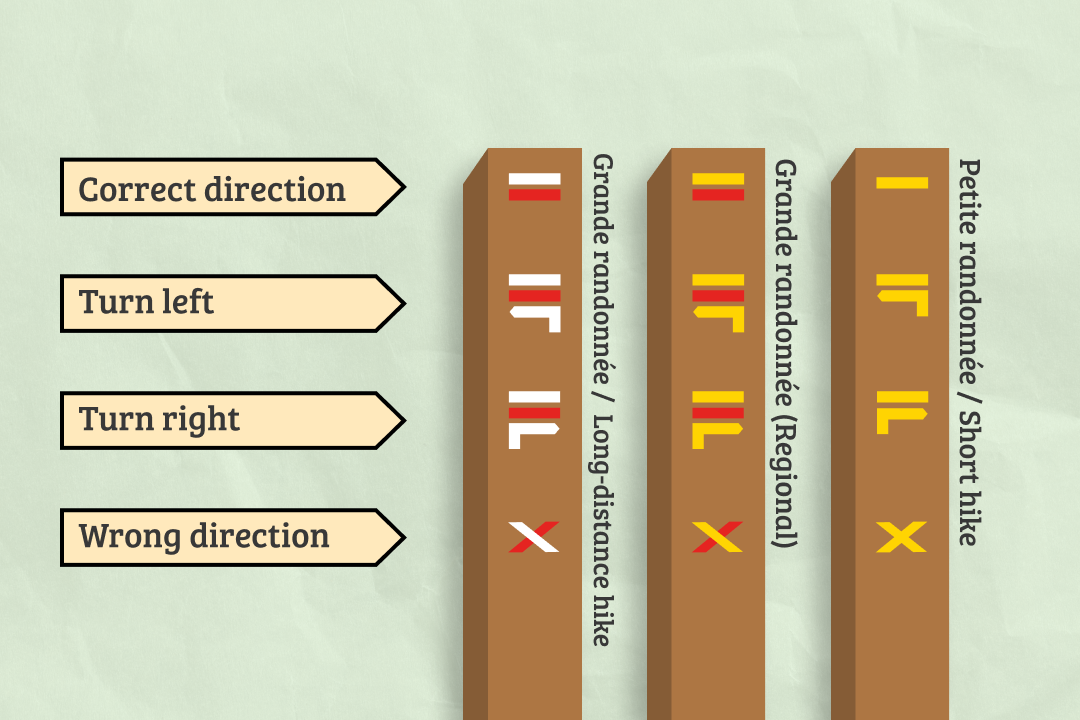 Correct direction
Turn left
Turn right
Wrong direction
Grande randonnée / Long-distance hike
Grande randonnée (Regional)
Petite randonnée / Short hike